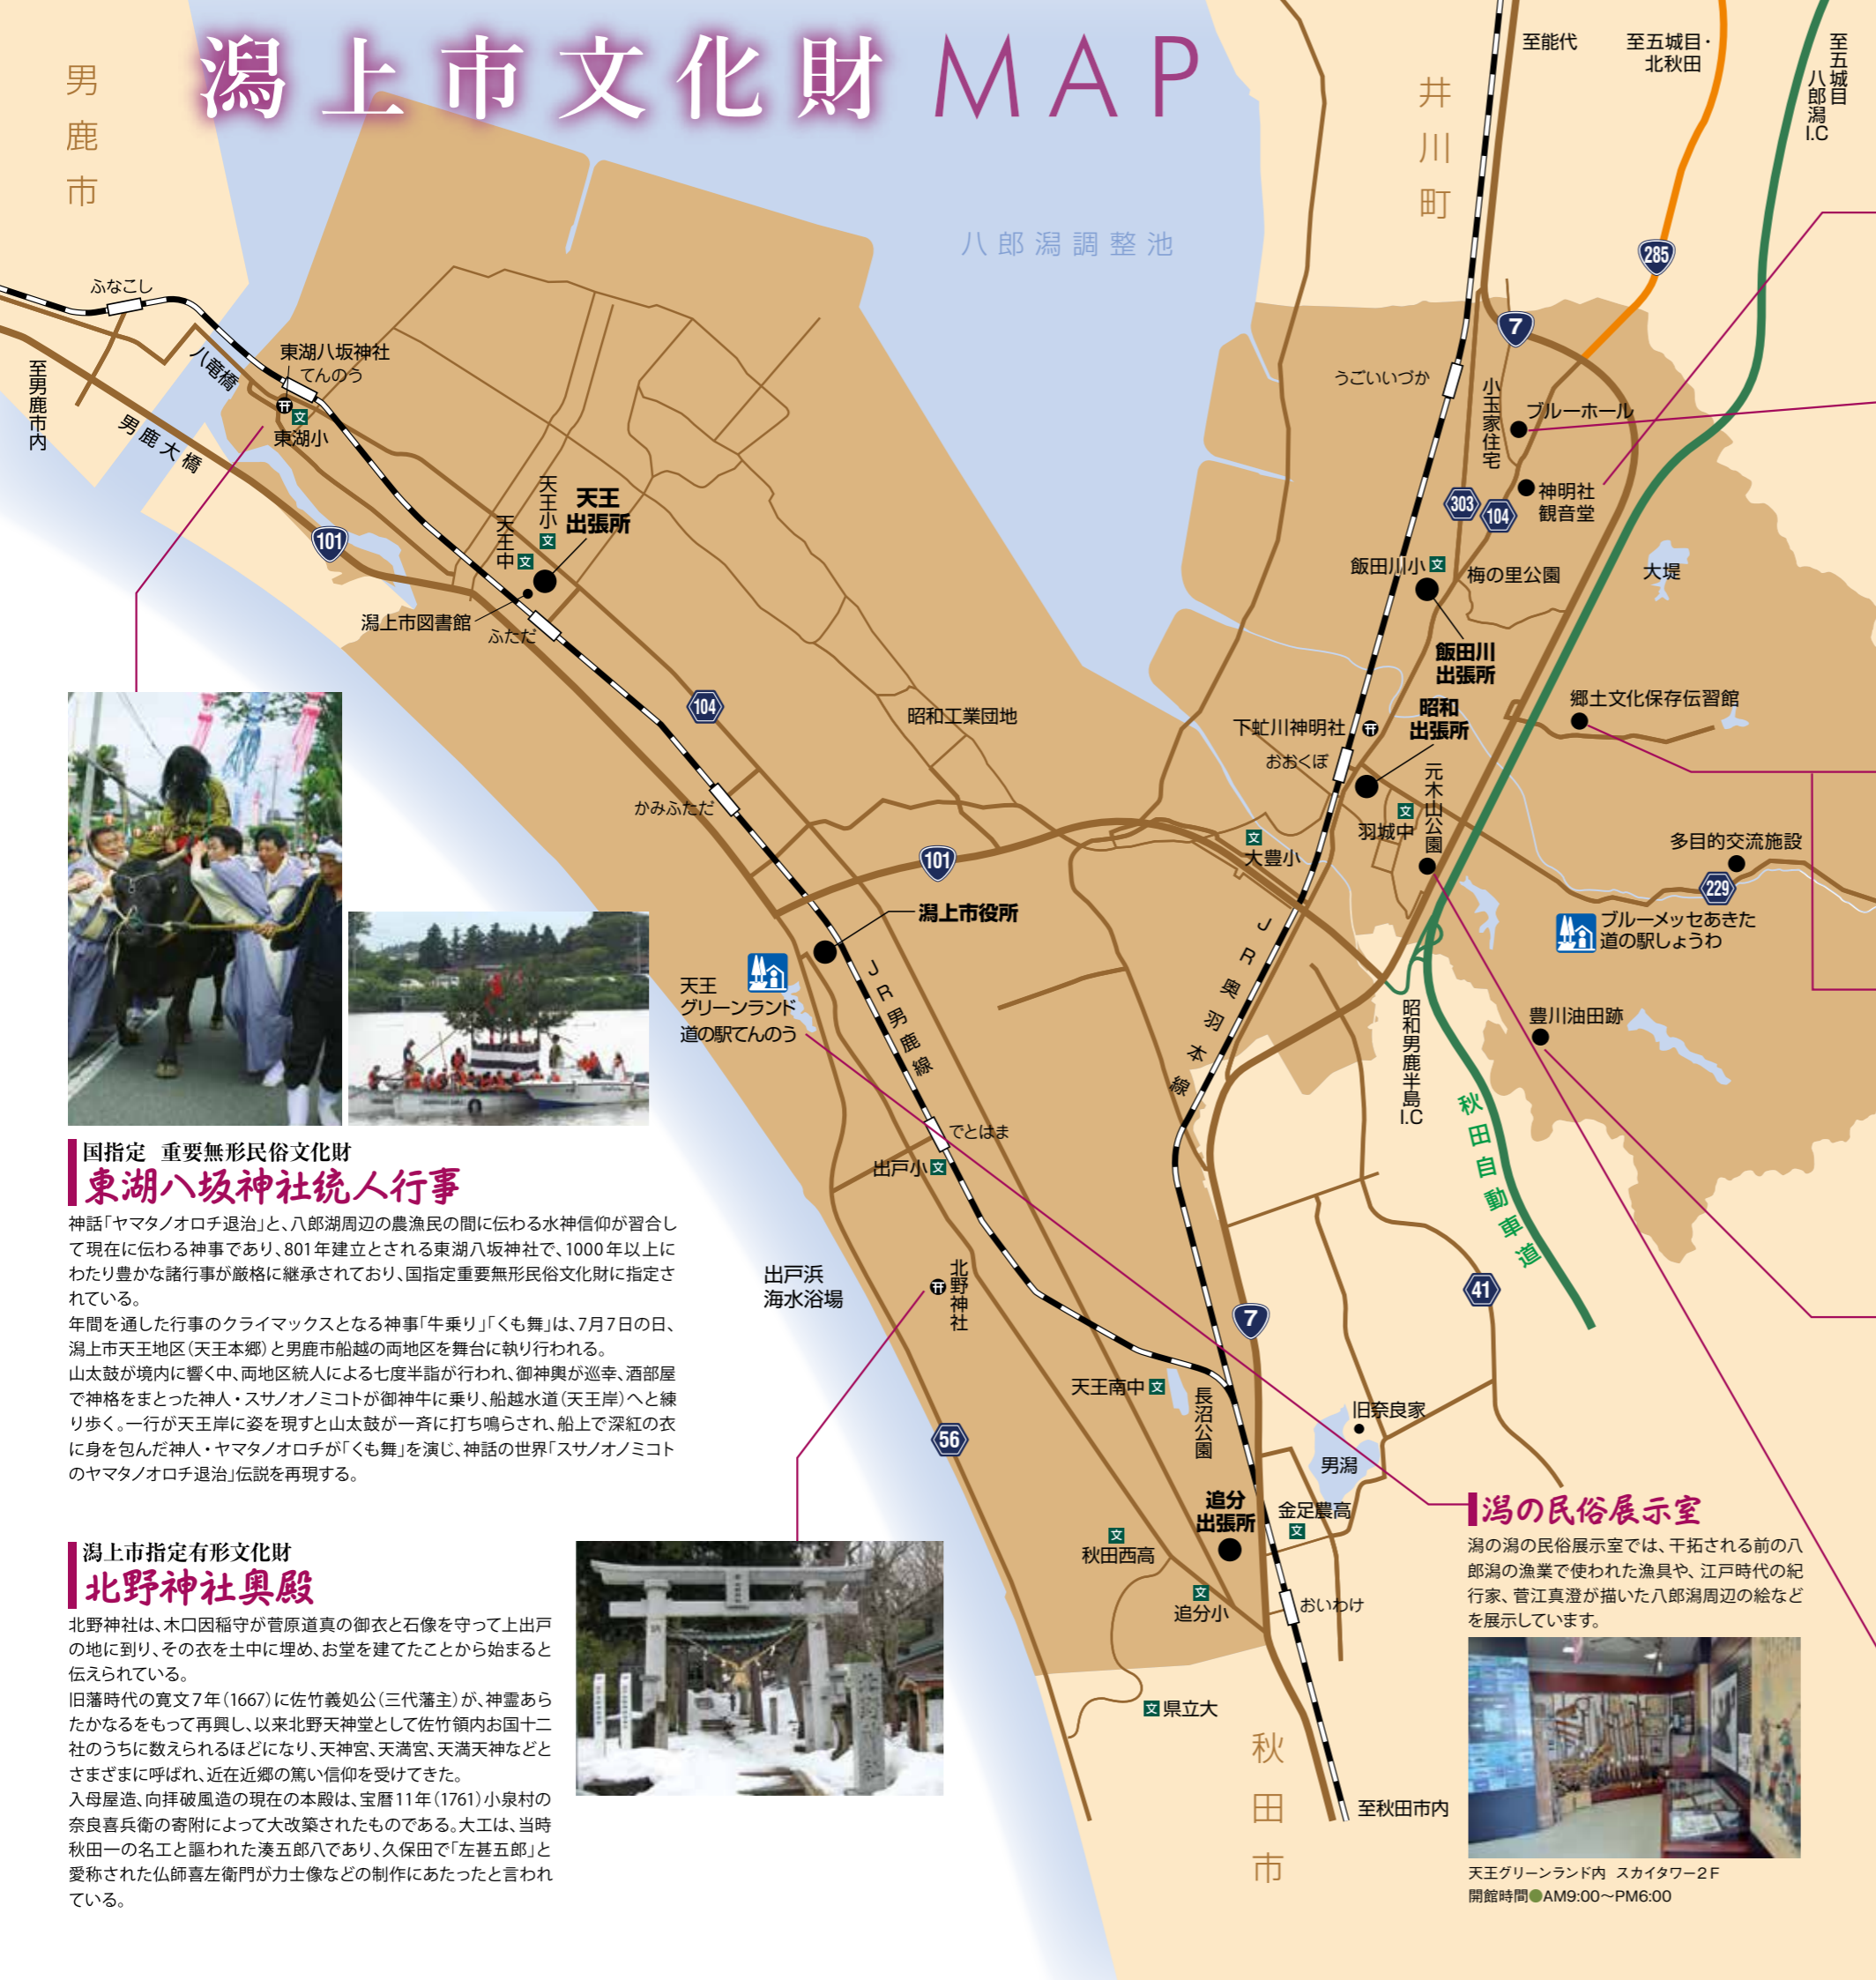 潟上市文化財 MAP
男鹿市
井川町
至能代
至五城目・
北秋田
至五城目
八郎潟I.C
八郎潟調整池
285
7
ふなこし
八竜橋
東湖八坂神社
てんのう
文
東湖小
至男鹿市内
男鹿大橋
101
天王小
文
天王
出張所
天王中
文
潟上市図書館
ふただ
うごいいづか
小玉家住宅
ブルーホール
神明社
観音堂
303
104
飯田川小
文
梅の里公園
大堤
飯田川
出張所
昭和
出張所
郷土文化保存伝習館
下虻川神明社
おおくぼ
元木山公園
文
羽城中
104
昭和工業団地
かみふただ
101
文
大豊小
多目的交流施設
229
ブルーメッセあきた
道の駅しょうわ
潟上市役所
天王
グリーンランド
道の駅てんのう
JR男鹿線
JR奥羽本線
昭和男鹿半島I.C
豊川油田跡
秋田自動車道
でとはま
出戸小
文
出戸浜
海水浴場
北野神社
41
7
天王南中
文
長沼公園
旧奈良家
男潟
56
追分
出張所
金足農高
文
文
秋田西高
文
追分小
おいわけ
文
県立大
秋田市
至秋田市内
国指定 重要無形民俗文化財
東湖八坂神社統人行事
神話「ヤマタノオロチ退治」と、八郎湖周辺の農漁民の間に伝わる水神信仰が習合し
て現在に伝わる神事であり、801年建立とされる東湖八坂神社で、1000年以上に
わたり豊かな諸行事が厳格に継承されており、国指定重要無形民俗文化財に指定さ
れている。
年間を通した行事のクライマックスとなる神事「牛乗り」「くも舞」は、7月7日の日、
潟上市天王地区（天王本郷）と男鹿市船越の両地区を舞台に執り行われる。
山太鼓が境内に響く中、両地区統人による七度半詣が行われ、御神輿が巡幸、酒部屋
で神格をまとった神人・スサノオノミコトが御神牛に乗り、船越水道（天王岸）へと練
り歩く。一行が天王岸に姿を現すと山太鼓が一斉に打ち鳴らされ、船上で深紅の衣
に身を包んだ神人・ヤマタノオロチが「くも舞」を演じ、神話の世界「スサノオノミコト
のヤマタノオロチ退治」伝説を再現する。
潟上市指定有形文化財
北野神社奥殿
北野神社は、木口因稲守が菅原道真の御衣と石像を守って上出戸
の地に到り、その衣を土中に埋め、お堂を建てたことから始まると
伝えられている。
旧藩時代の寛文7年（1667）に佐竹義処公（三代藩主）が、神霊あら
たかなるをもって再興し、以来北野天神堂として佐竹領内お国十二
社のうちに数えられるほどになり、天神宮、天満宮、天満天神などと
さまざまに呼ばれ、近在近郷の篤い信仰を受けてきた。
入母屋造、向拝破風造の現在の本殿は、宝暦11年（1761）小泉村の
奈良喜兵衛の寄附によって大改築されたものである。大工は、当時
秋田一の名工と謳われた湊五郎八であり、久保田で「左甚五郎」と
愛称された仏師喜左衛門が力士像などの制作にあたったと言われ
ている。
潟の民俗展示室
潟の潟の民俗展示室では、干拓される前の八
郎潟の漁業で使われた漁具や、江戸時代の紀
行家、菅江真澄が描いた八郎潟周辺の絵など
を展示しています。
天王グリーンランド内 スカイタワー2F
開館時間●AM9:00〜PM6:00